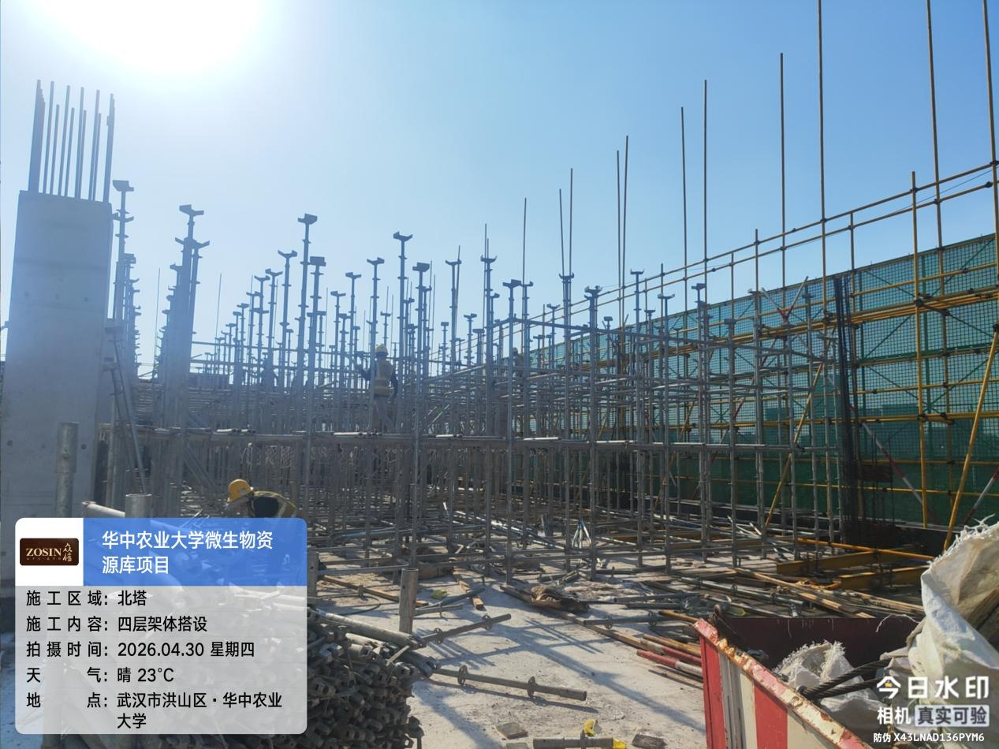 ZOSIN 众信
华中农业大学微生物资
源库项目
施工区域：北塔
施工内容：四层架体搭设
拍摄时间：2026.04.30 星期四
天气：晴 23℃
地点：武汉市洪山区·华中农业
大学
今日水印
相机 真实可验
防伪 X43LNAD136PYM6